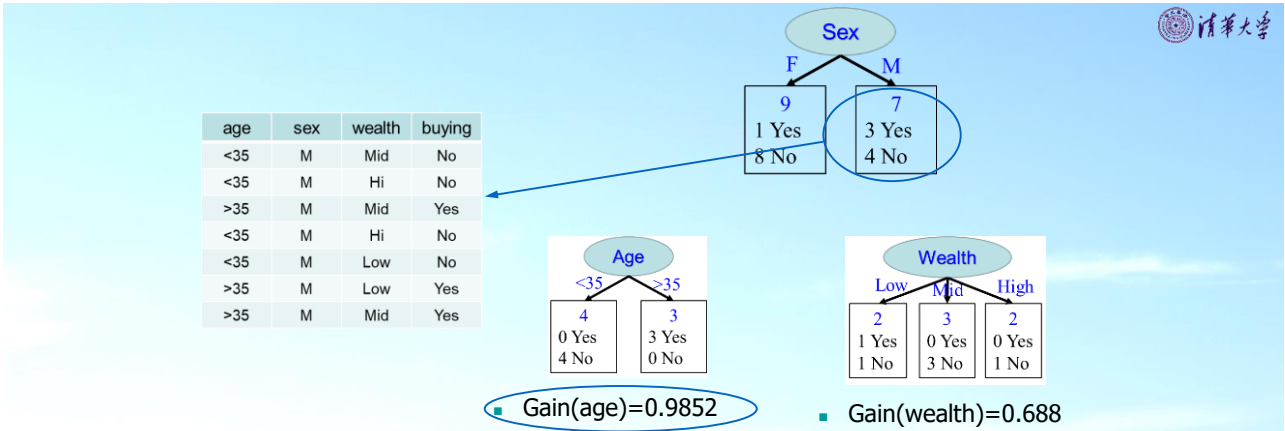 清华大学
Sex
F M
9
1 Yes
8 No
7
3 Yes
4 No
age sex wealth buying
<35 M Mid No
<35 M Hi No
>35 M Mid Yes
<35 M Hi No
<35 M Low No
>35 M Low Yes
>35 M Mid Yes
Age
<35 >35
4
0 Yes
4 No
3
3 Yes
0 No
Gain(age)=0.9852
Wealth
Low Mid High
2
1 Yes
1 No
3
0 Yes
3 No
2
0 Yes
1 No
Gain(wealth)=0.688